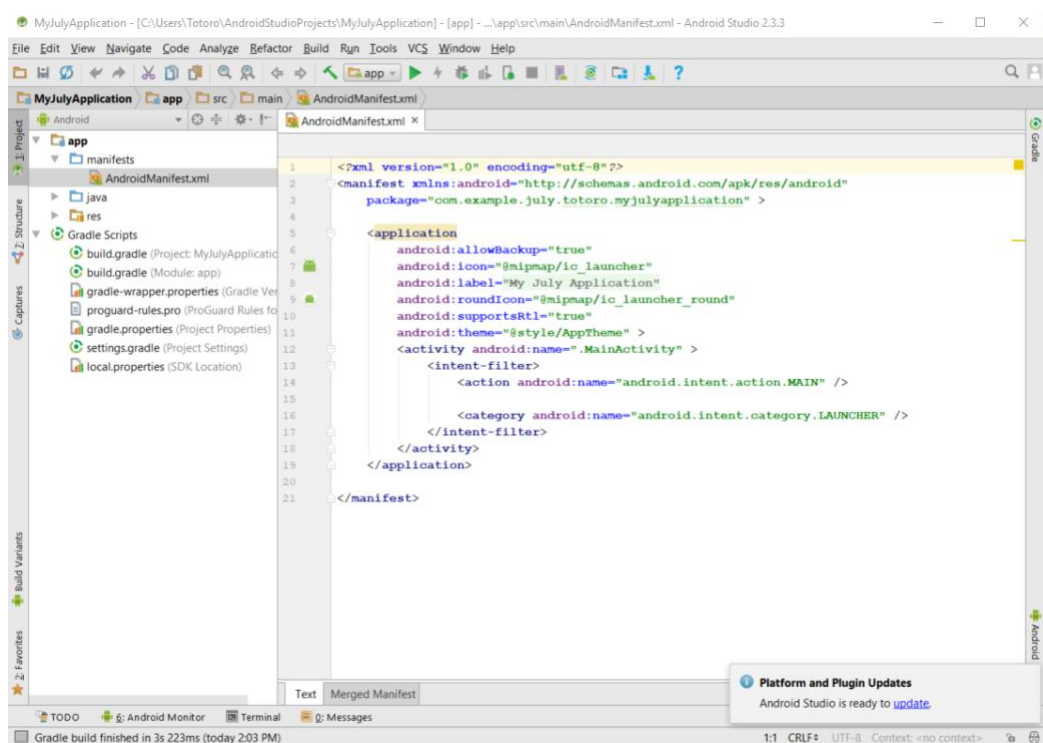 MyJulyApplication - [C:\Users\Totoro\AndroidStudioProjects\MyJulyApplication] - [app] - ...\app\src\main\AndroidManifest.xml - Android Studio 2.3.3
File Edit View Navigate Code Analyze Refactor Build Run Tools VCS Window Help
app
MyJulyApplication app src main AndroidManifest.xml
1: Project
Z: Structure
Captures
Build Variants
2: Favorites
Android
app
manifests
AndroidManifest.xml
java
res
Gradle Scripts
build.gradle (Project: MyJulyApplicatic
build.gradle (Module: app)
gradle-wrapper.properties (Gradle Ver
proguard-rules.pro (ProGuard Rules fo
gradle.properties (Project Properties)
settings.gradle (Project Settings)
local.properties (SDK Location)
AndroidManifest.xml
1 <?xml version="1.0" encoding="utf-8"?>
2 <manifest xmlns:android="http://schemas.android.com/apk/res/android"
3 package="com.example.july.totoro.myjulyapplication" >
4
5 <application
6 android:allowBackup="true"
7 android:icon="@mipmap/ic_launcher"
8 android:label="My July Application"
9 android:roundIcon="@mipmap/ic_launcher_round"
10 android:supportsRtl="true"
11 android:theme="@style/AppTheme" >
12 <activity android:name=".MainActivity" >
13 <intent-filter>
14 <action android:name="android.intent.action.MAIN" />
15
16 <category android:name="android.intent.category.LAUNCHER" />
17 </intent-filter>
18 </activity>
19 </application>
20
21 </manifest>
Gradle
Android
Text Merged Manifest
Platform and Plugin Updates
Android Studio is ready to update.
TODO 6: Android Monitor Terminal 0: Messages
Gradle build finished in 3s 223ms (today 2:03 PM) 1:1 CRLF UTF-8 Context: <no context>